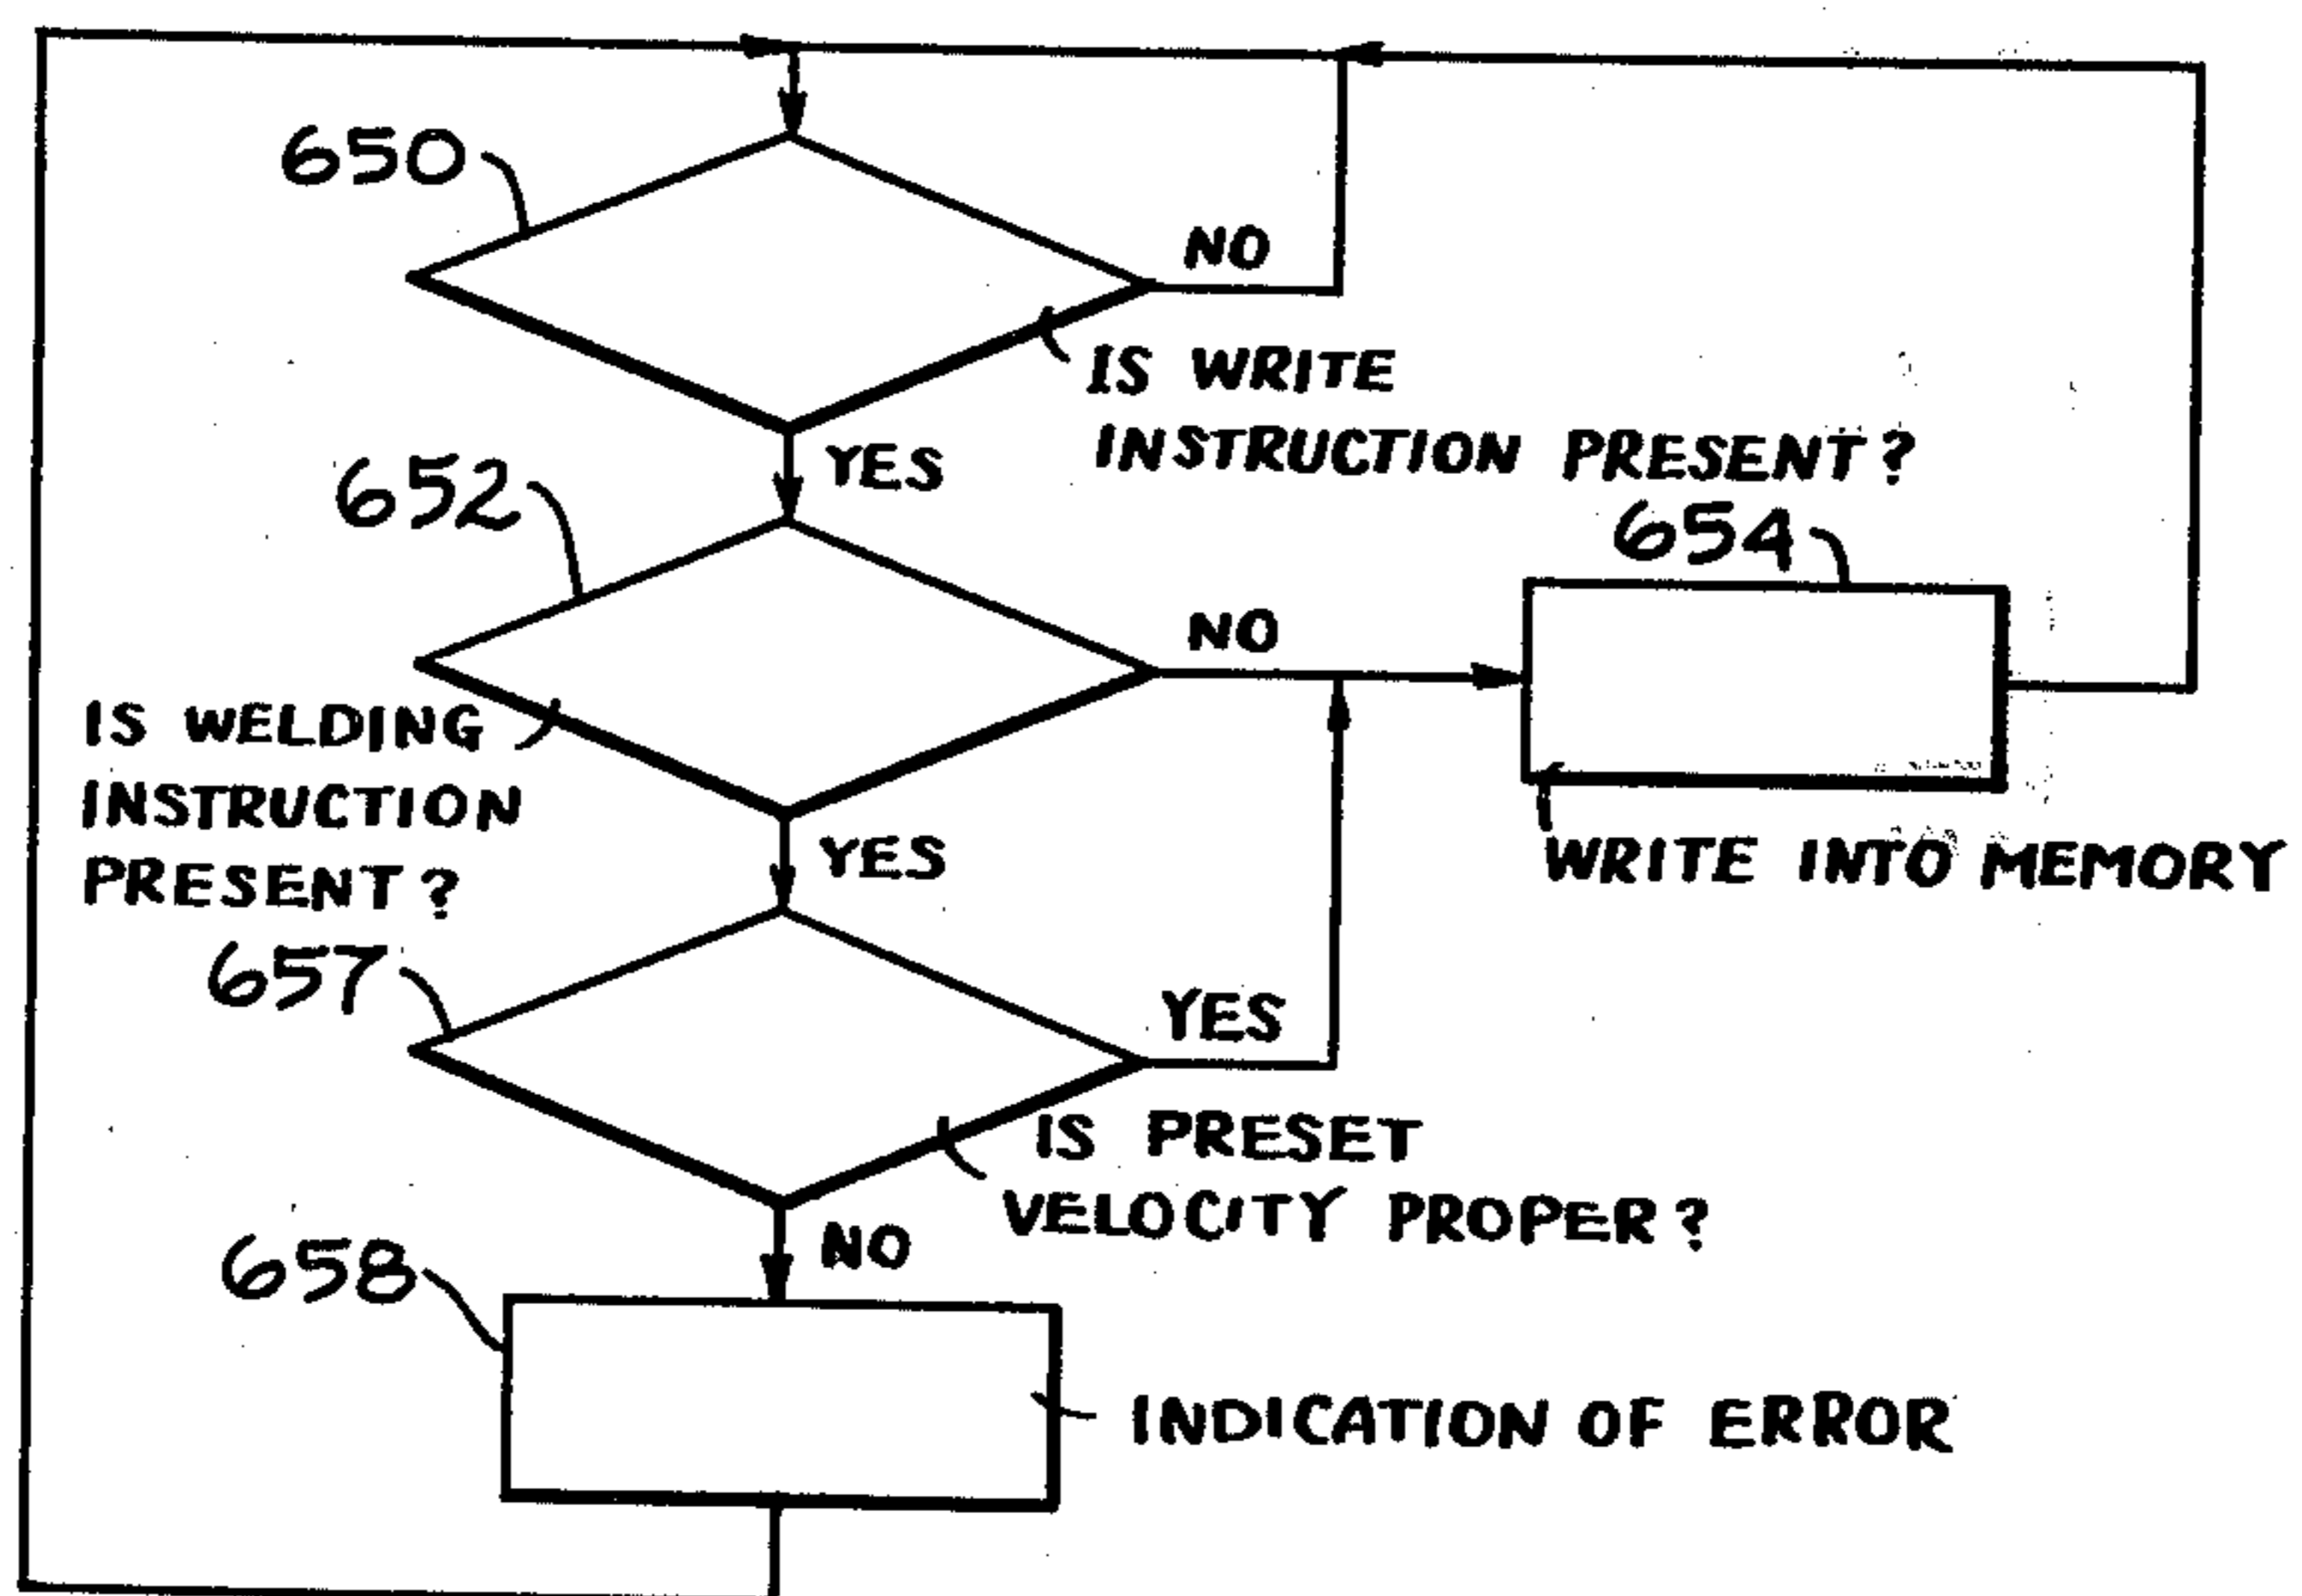 650
NO
IS WRITE
INSTRUCTION PRESENT?
YES
652
654
NO
IS WELDING
INSTRUCTION
PRESENT?
WRITE INTO MEMORY
YES
657
YES
IS PRESET
VELOCITY PROPER?
NO
658
INDICATION OF ERROR